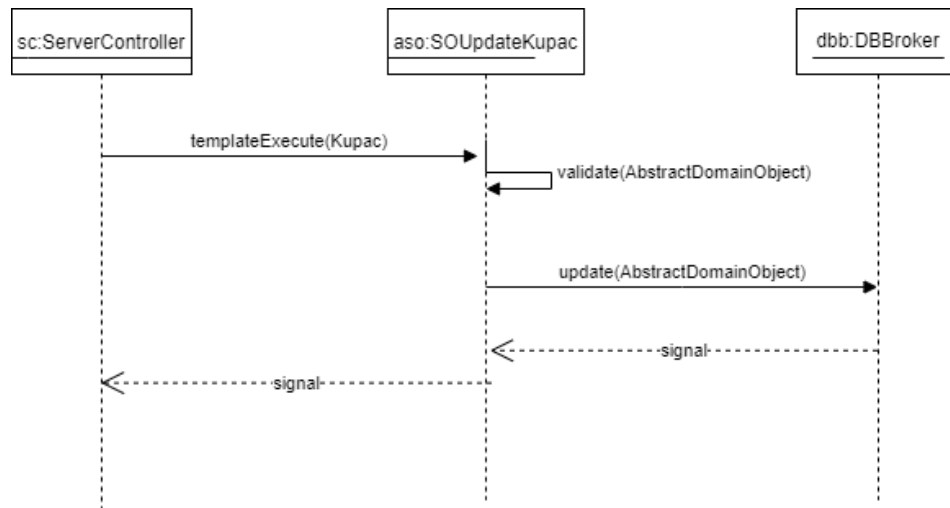 sc:ServerController
aso:SOUpdateKupac
dbb:DBBroker
templateExecute(Kupac)
validate(AbstractDomainObject)
update(AbstractDomainObject)
signal
signal